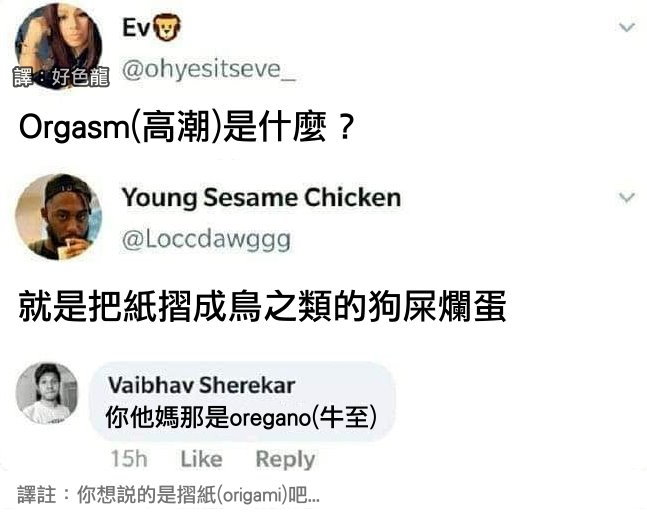 Ev🦁
@ohyesitseve_
譯：好色龍
Orgasm(高潮)是什麼？
Young Sesame Chicken
@Loccdawggg
就是把紙摺成鳥之類的狗屎爛蛋
Vaibhav Sherekar
你他媽那是oregano(牛至)
15h Like Reply
譯註：你想說的是摺紙(origami)吧...